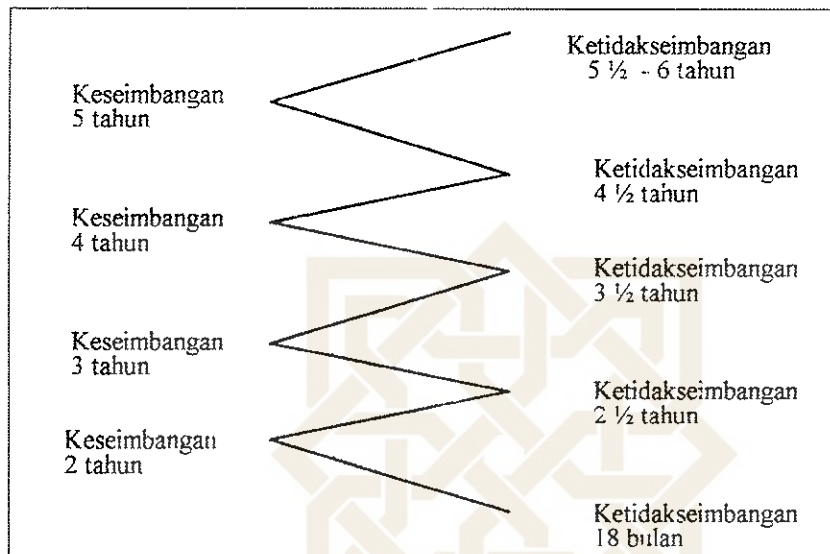 Ketidakseimbangan
5 ½ - 6 tahun
Keseimbangan
5 tahun
Ketidakseimbangan
4 ½ tahun
Keseimbangan
4 tahun
Ketidakseimbangan
3 ½ tahun
Keseimbangan
3 tahun
Ketidakseimbangan
2 ½ tahun
Keseimbangan
2 tahun
Ketidakseimbangan
18 bulan